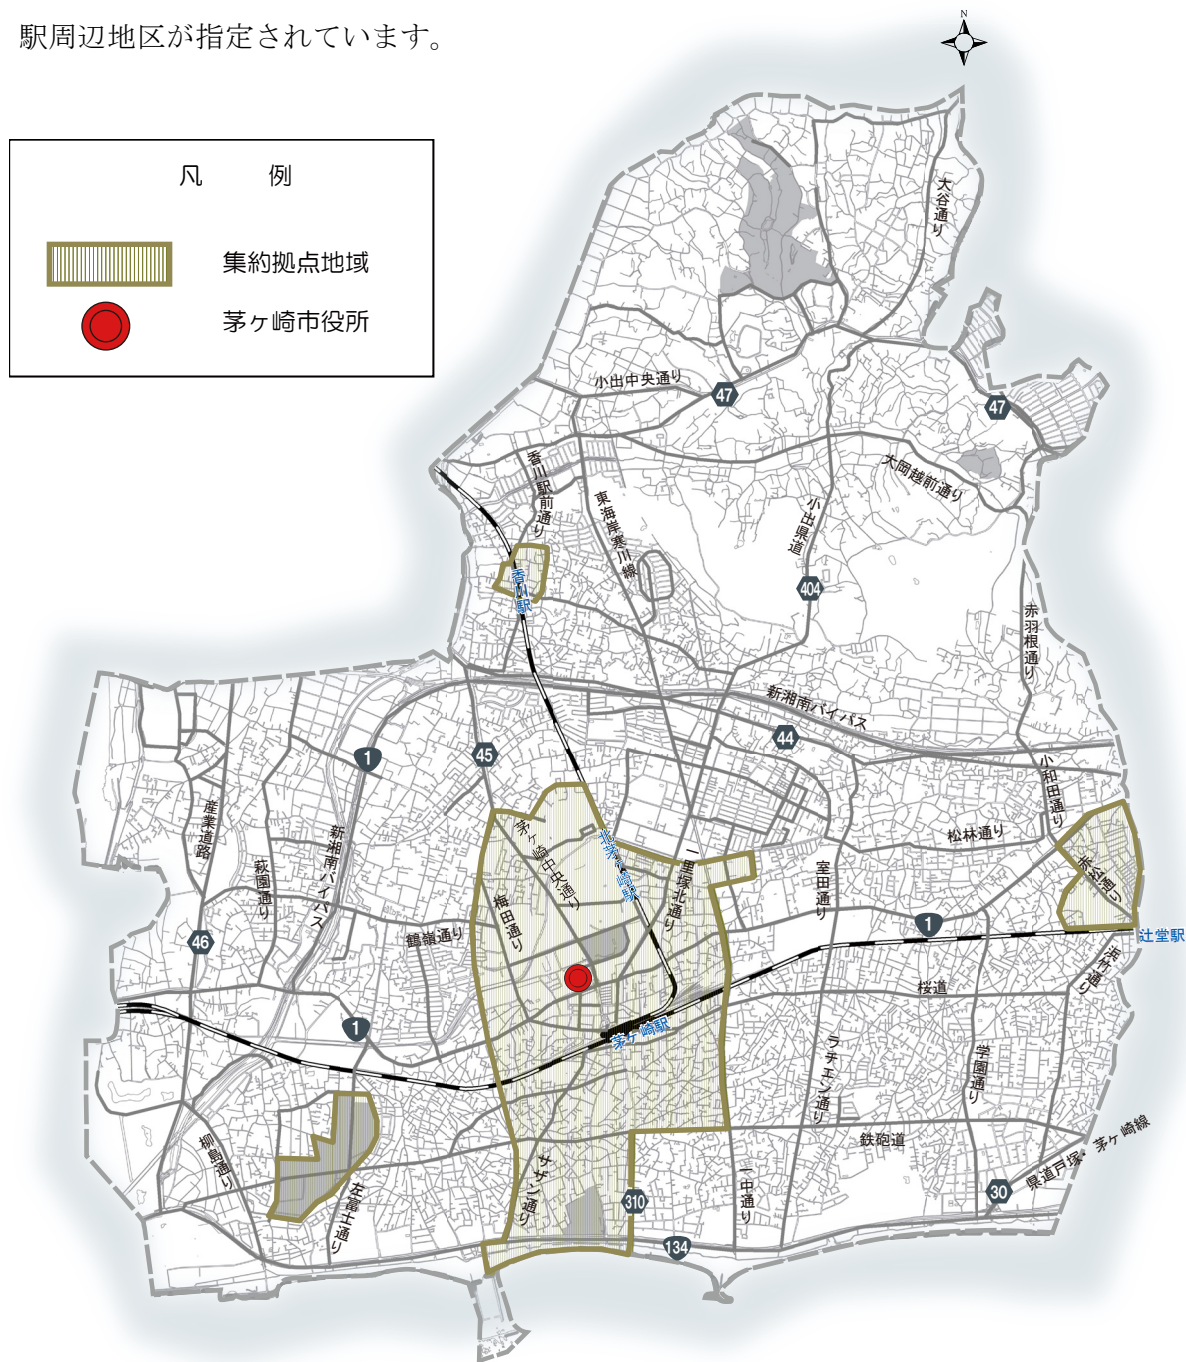 駅周辺地区が指定されています。
N
凡 例
集約拠点地域
茅ヶ崎市役所
大谷通り
小出中央通り
47
47
香川駅前通り
大岡越前通り
東海岸寒川線
小出県道
香川駅
404
赤羽根通り
新湘南バイパス
44
45
1
小和田通り
産業道路
新湘南バイパス
茅ヶ崎中央通り
北茅ヶ崎駅
松林通り
萩園通り
一里塚北通り
室田通り
赤松通り
梅田通り
1
46
鶴嶺通り
辻堂駅
浜竹通り
桜道
1
茅ヶ崎駅
ラチエン通り
学園通り
鉄砲道
県道戸塚・茅ヶ崎線
柳島通り
サザン通り
左富士通り
一中通り
310
30
134